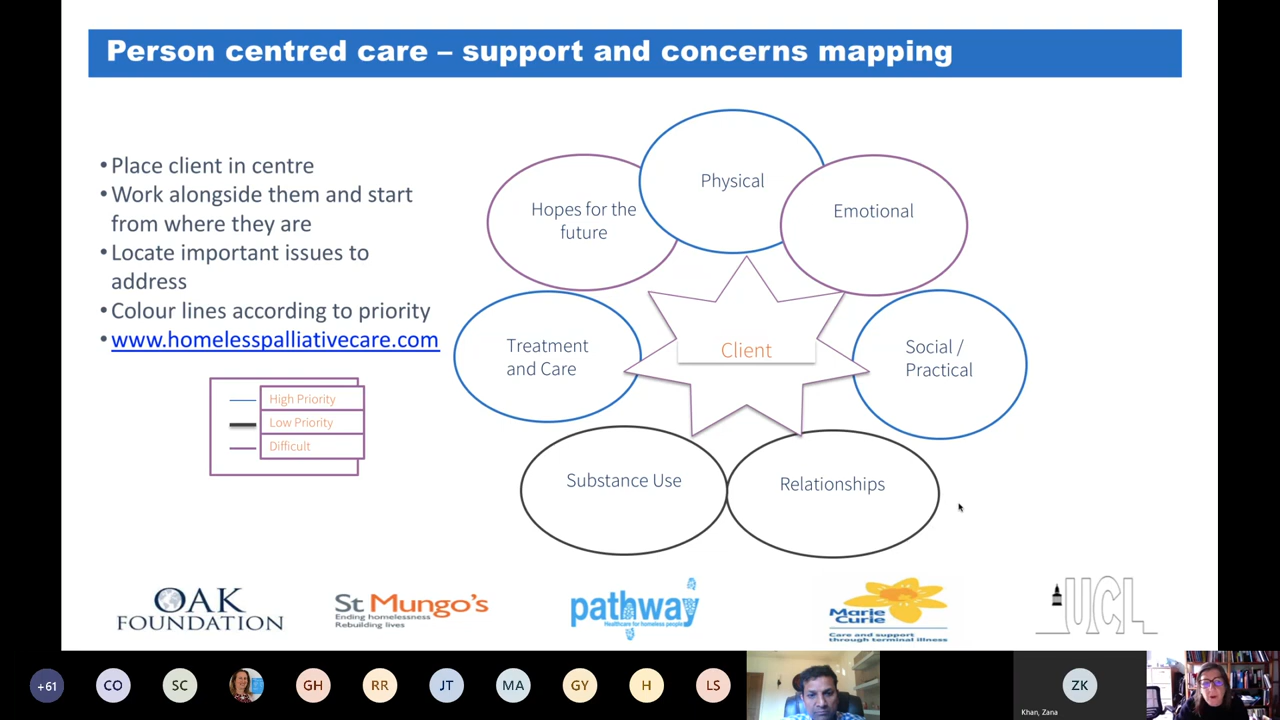 Person centred care – support and concerns mapping
• Place client in centre
• Work alongside them and start
from where they are
• Locate important issues to
address
• Colour lines according to priority
• www.homelesspalliativecare.com
High Priority
Low Priority
Difficult
Physical
Hopes for the
future
Emotional
Treatment
and Care
Client
Social /
Practical
Substance Use
Relationships
OAK
FOUNDATION
St Mungo's
Ending homelessness
Rebuilding lives
pathway
Healthcare for homeless people
Marie
Curie
Care and support
through terminal illness
UCL
+61
CO
SC
GH
RR
JT
MA
GY
H
LS
ZK
Khan, Zana